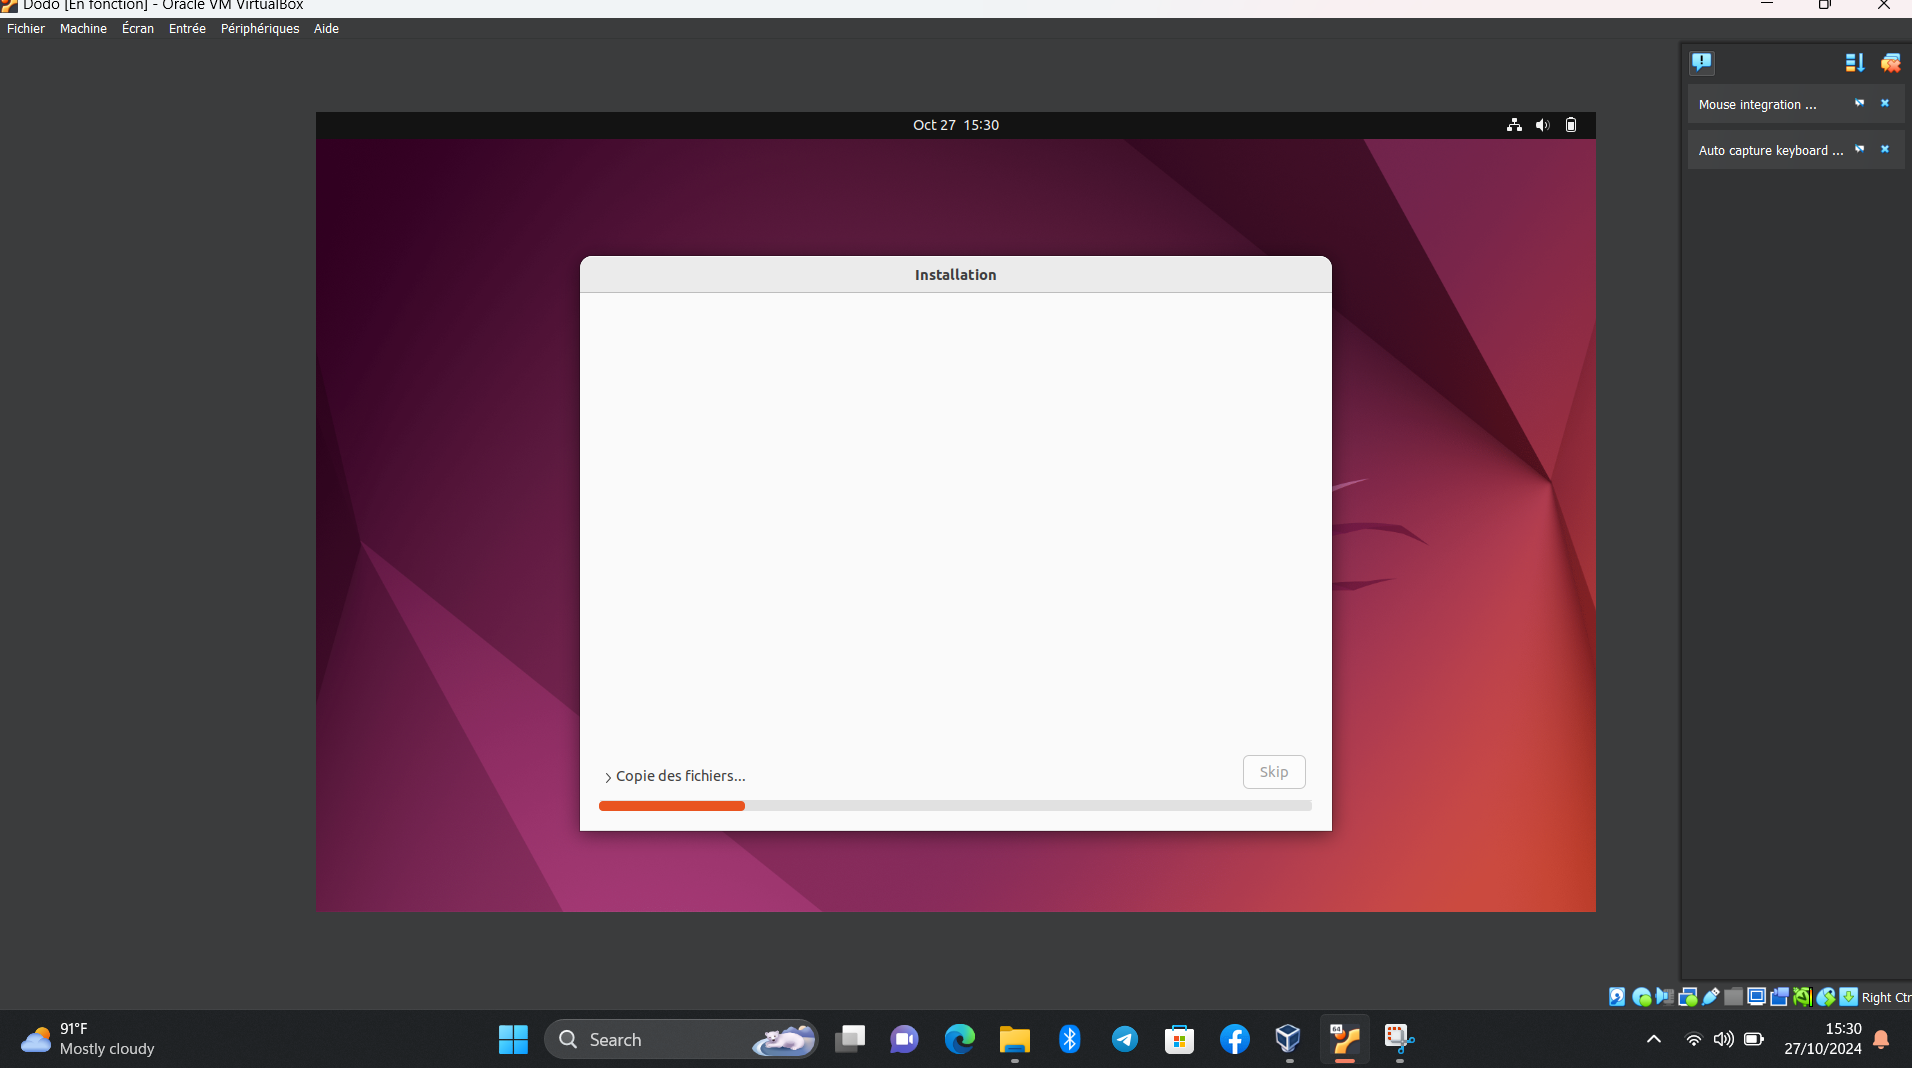 Dodo [En fonction] - Oracle VM VirtualBox
Fichier Machine Écran Entrée Périphériques Aide
Mouse integration ...
Auto capture keyboard ...
Oct 27 15:30
Installation
Copie des fichiers...
Skip
Right Ctr
91°F
Mostly cloudy
Search
64
15:30
27/10/2024